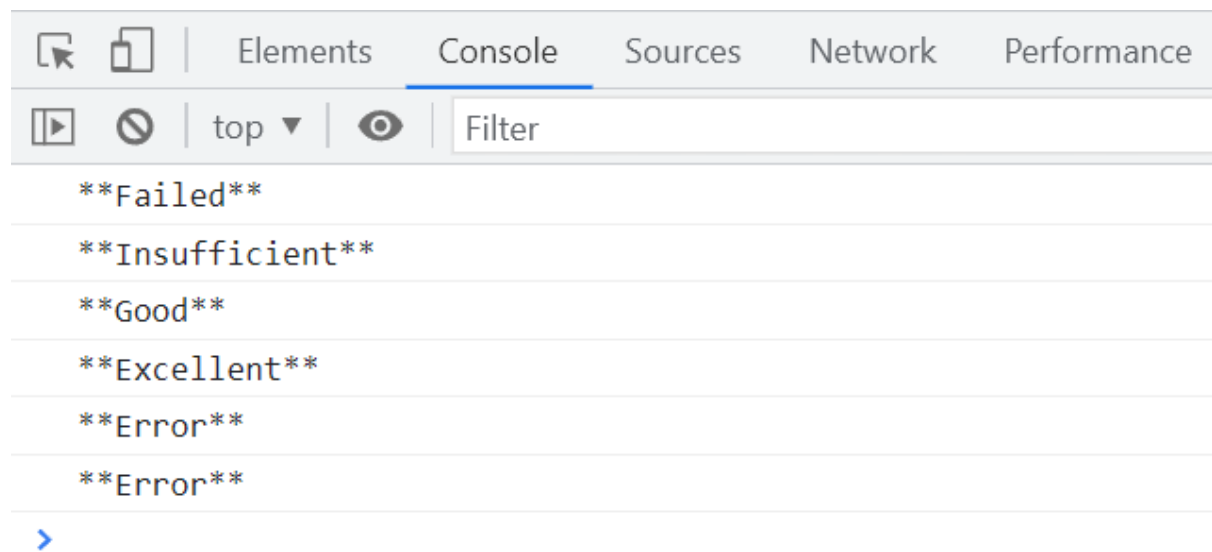 Elements Console Sources Network Performance
top ▼ Filter
**Failed**
**Insufficient**
**Good**
**Excellent**
**Error**
**Error**
>